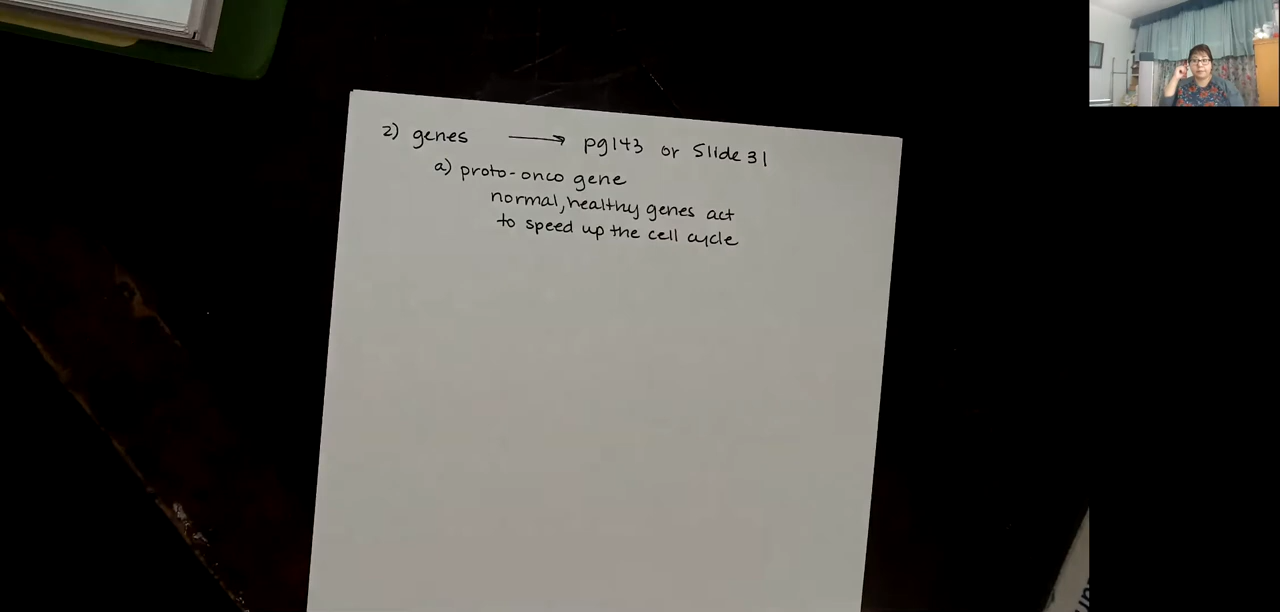 2) genes → pg143 or Slide 31
a) proto-onco gene
normal, healthy genes act
to speed up the cell cycle